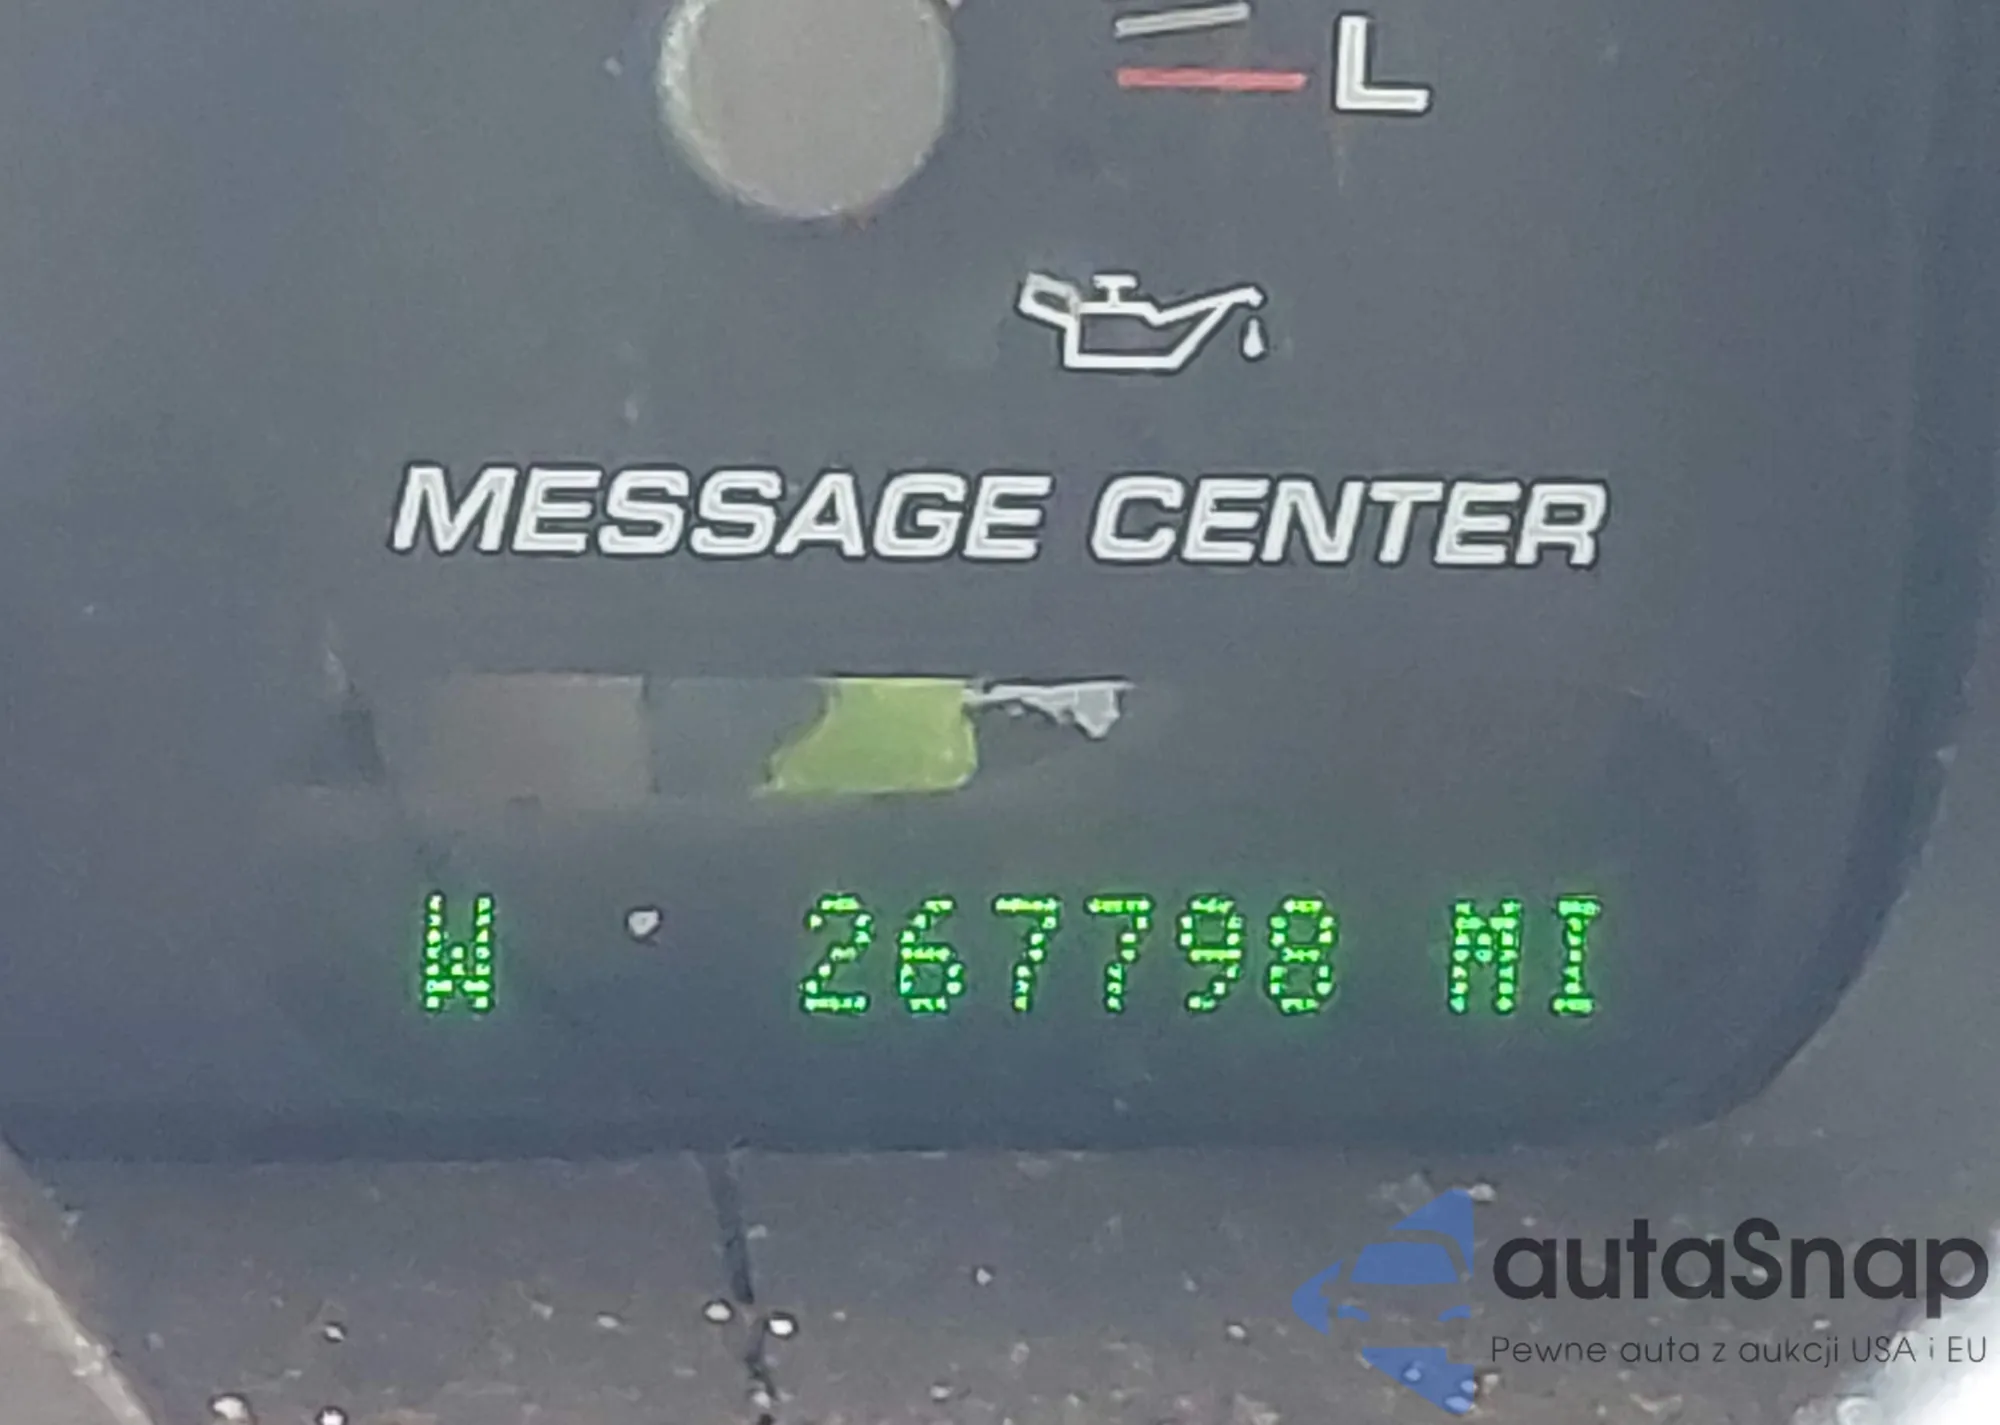 L
MESSAGE CENTER
W 267798 MI
autaSnap
Pewne auta z aukcji USA i EU